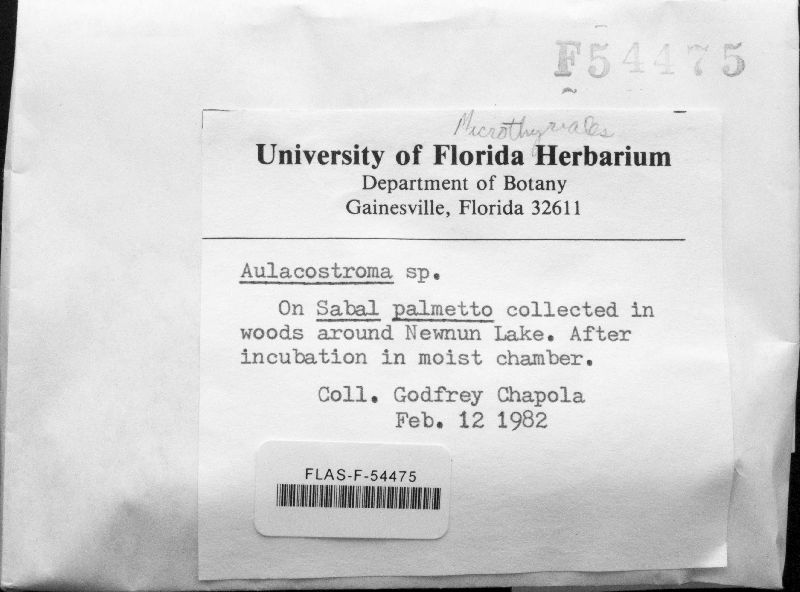 F54475
Microthyriales
University of Florida Herbarium
Department of Botany
Gainesville, Florida 32611
Aulacostroma sp.
On Sabal palmetto collected in
woods around Newnun Lake. After
incubation in moist chamber.
Coll. Godfrey Chapola
Feb. 12 1982
FLAS-F-54475